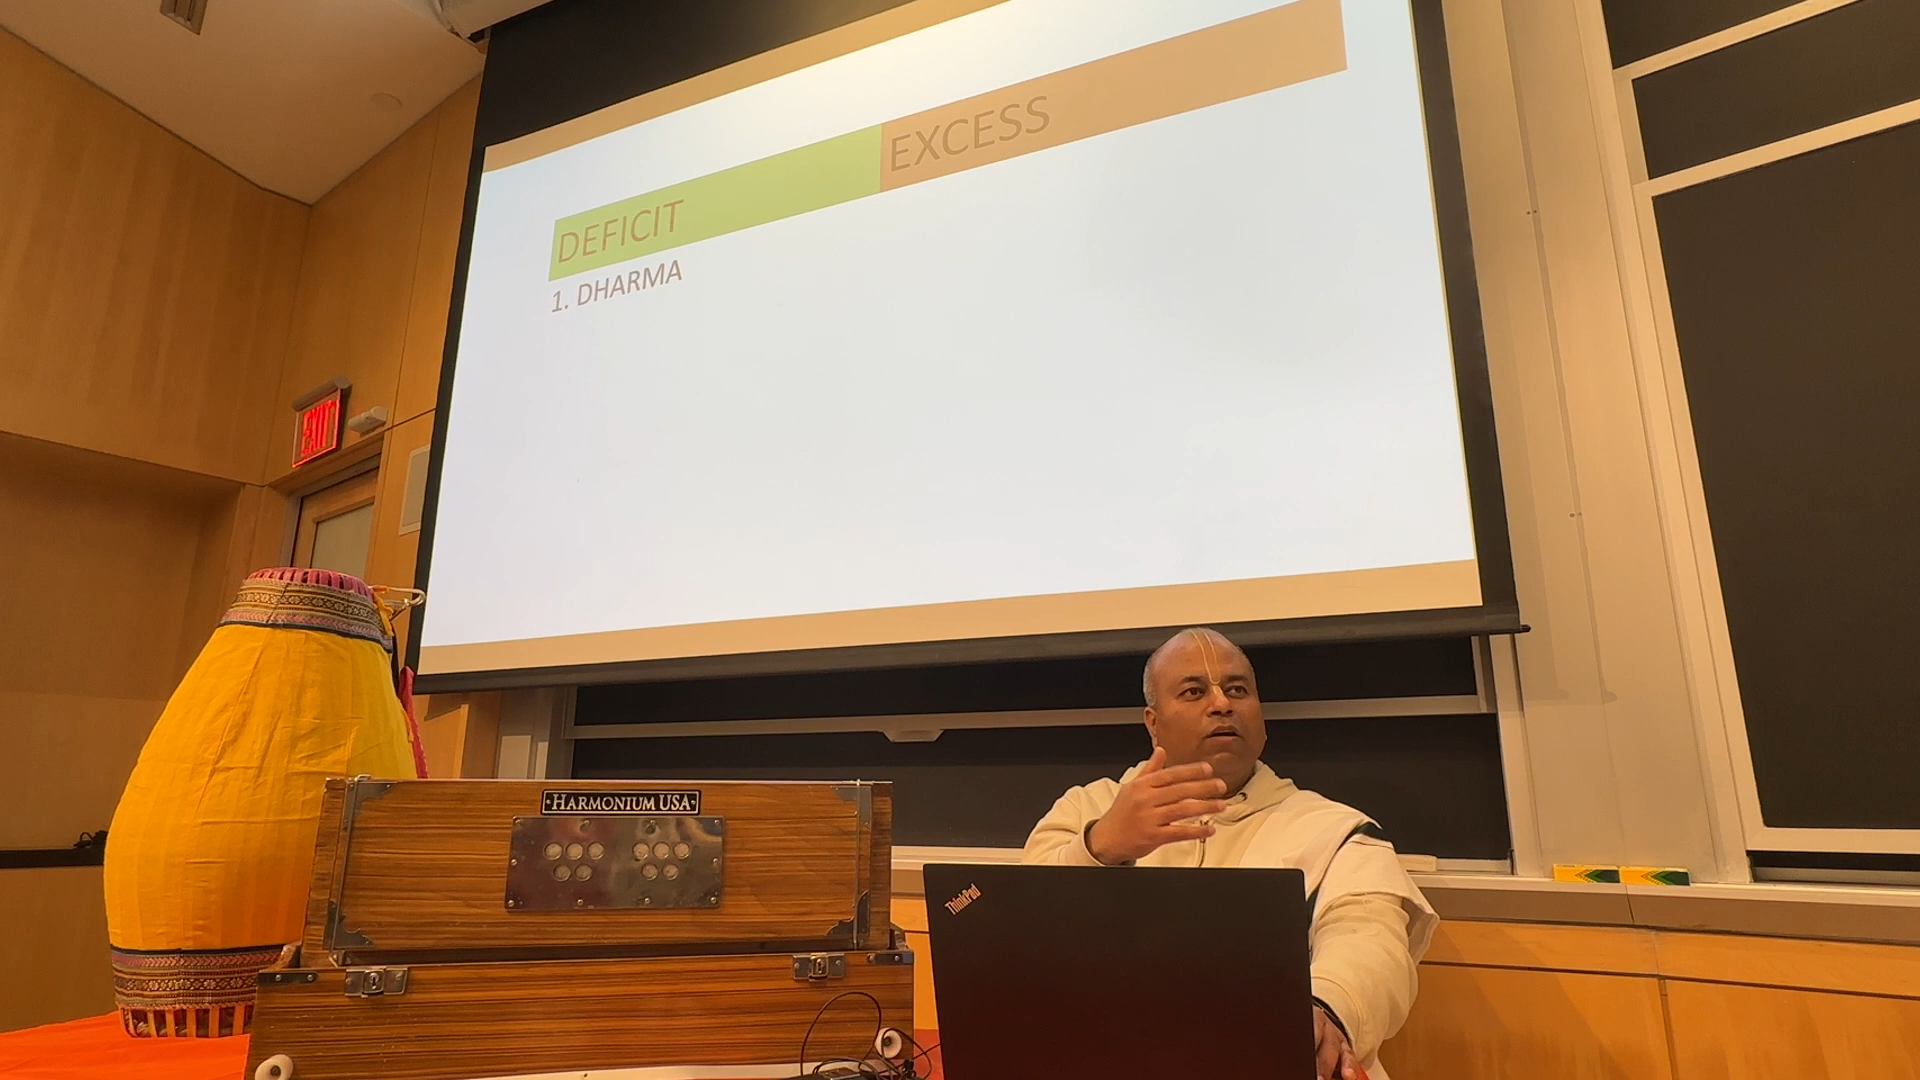 DEFICIT
EXCESS
1. DHARMA
EXIT
·HARMONIUM USA·
ThinkPad